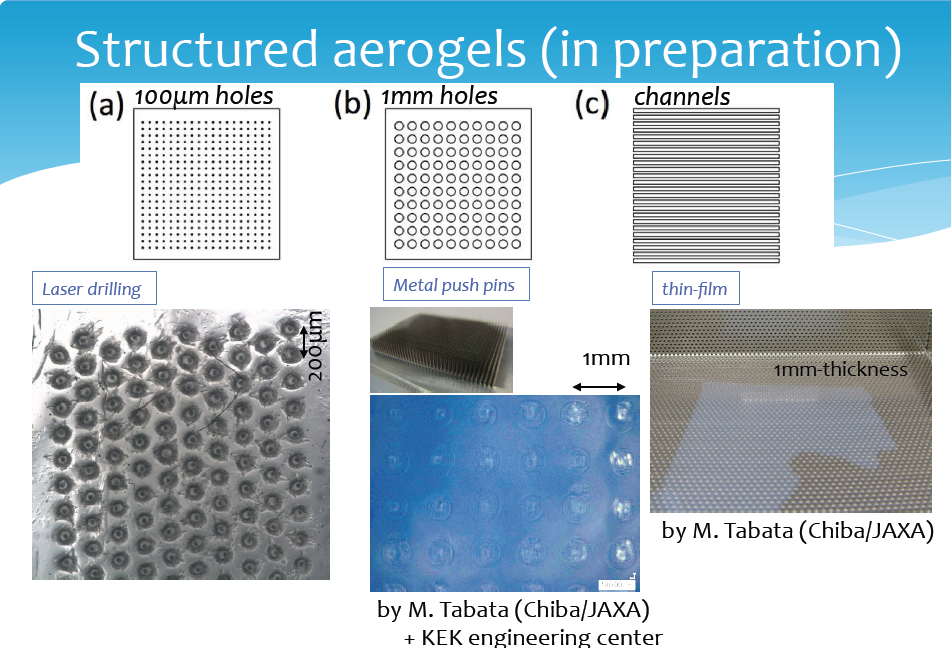 Structured aerogels (in preparation)
(a) 100µm holes
(b) 1mm holes
(c) channels
Laser drilling
Metal push pins
thin-film
200µm
1mm
1mm-thickness
by M. Tabata (Chiba/JAXA)
by M. Tabata (Chiba/JAXA)
+ KEK engineering center